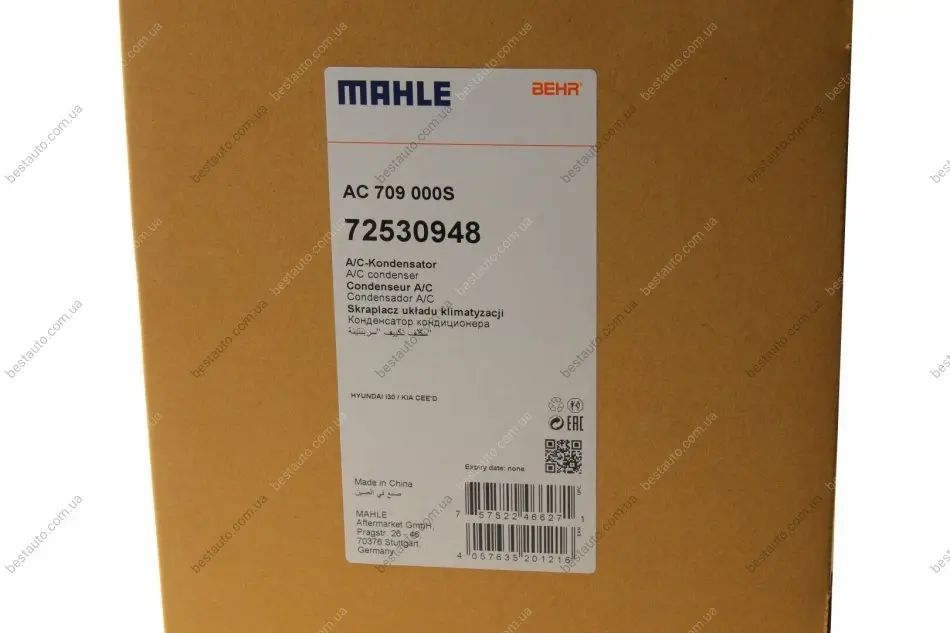 MAHLE
BEHR
AC 709 000S
72530948
A/C-Kondensator
A/C condenser
Condenseur A/C
Condensador A/C
Skraplacz układu klimatyzacji
Конденсатор кондиционера
HYUNDAI I30 / KIA CEE'D
EAC
Expiry date: none
Made in China
صنع في الصين
7 57522 46627 1
MAHLE
Aftermarket GmbH,
Pragstr. 26 - 46,
70376 Stuttgart,
Germany
4 057635 201216
bestauto.com.ua